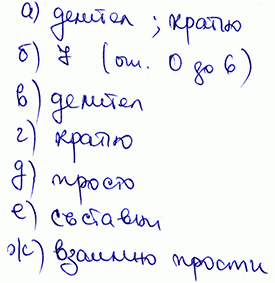 а) делител ; кратно
б) 7 (от. 0 до 6)
в) делител
г) кратно
д) просто
е) съставни
ж) взаимно прости